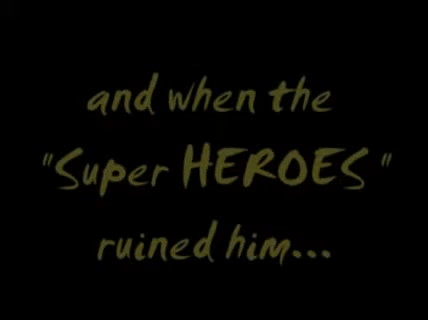 and when the
"Super HEROES "
ruined him...